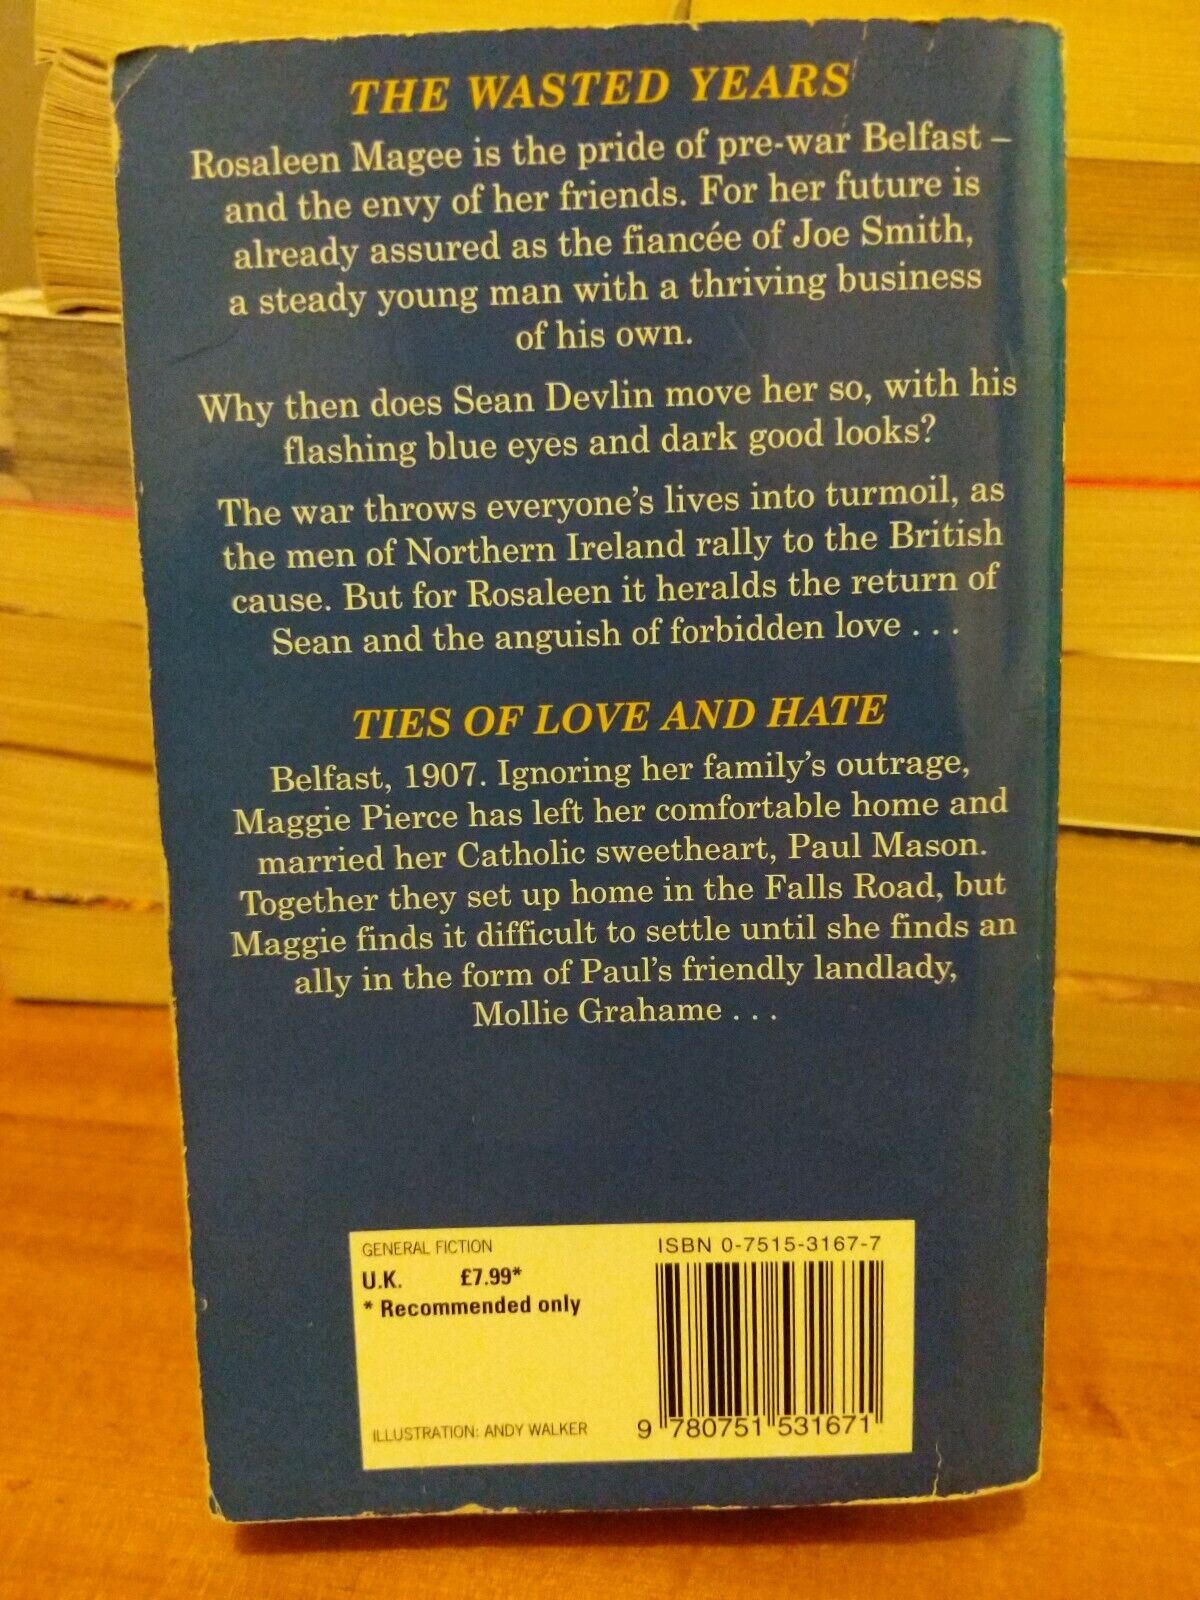 THE WASTED YEARS
Rosaleen Magee is the pride of pre-war Belfast –
and the envy of her friends. For her future is
already assured as the fiancée of Joe Smith,
a steady young man with a thriving business
of his own.
Why then does Sean Devlin move her so, with his
flashing blue eyes and dark good looks?
The war throws everyone's lives into turmoil, as
the men of Northern Ireland rally to the British
cause. But for Rosaleen it heralds the return of
Sean and the anguish of forbidden love . . .
TIES OF LOVE AND HATE
Belfast, 1907. Ignoring her family's outrage,
Maggie Pierce has left her comfortable home and
married her Catholic sweetheart, Paul Mason.
Together they set up home in the Falls Road, but
Maggie finds it difficult to settle until she finds an
ally in the form of Paul's friendly landlady,
Mollie Grahame . . .
GENERAL FICTION
U.K. £7.99*
* Recommended only
ILLUSTRATION: ANDY WALKER
ISBN 0-7515-3167-7
9 780751 531671